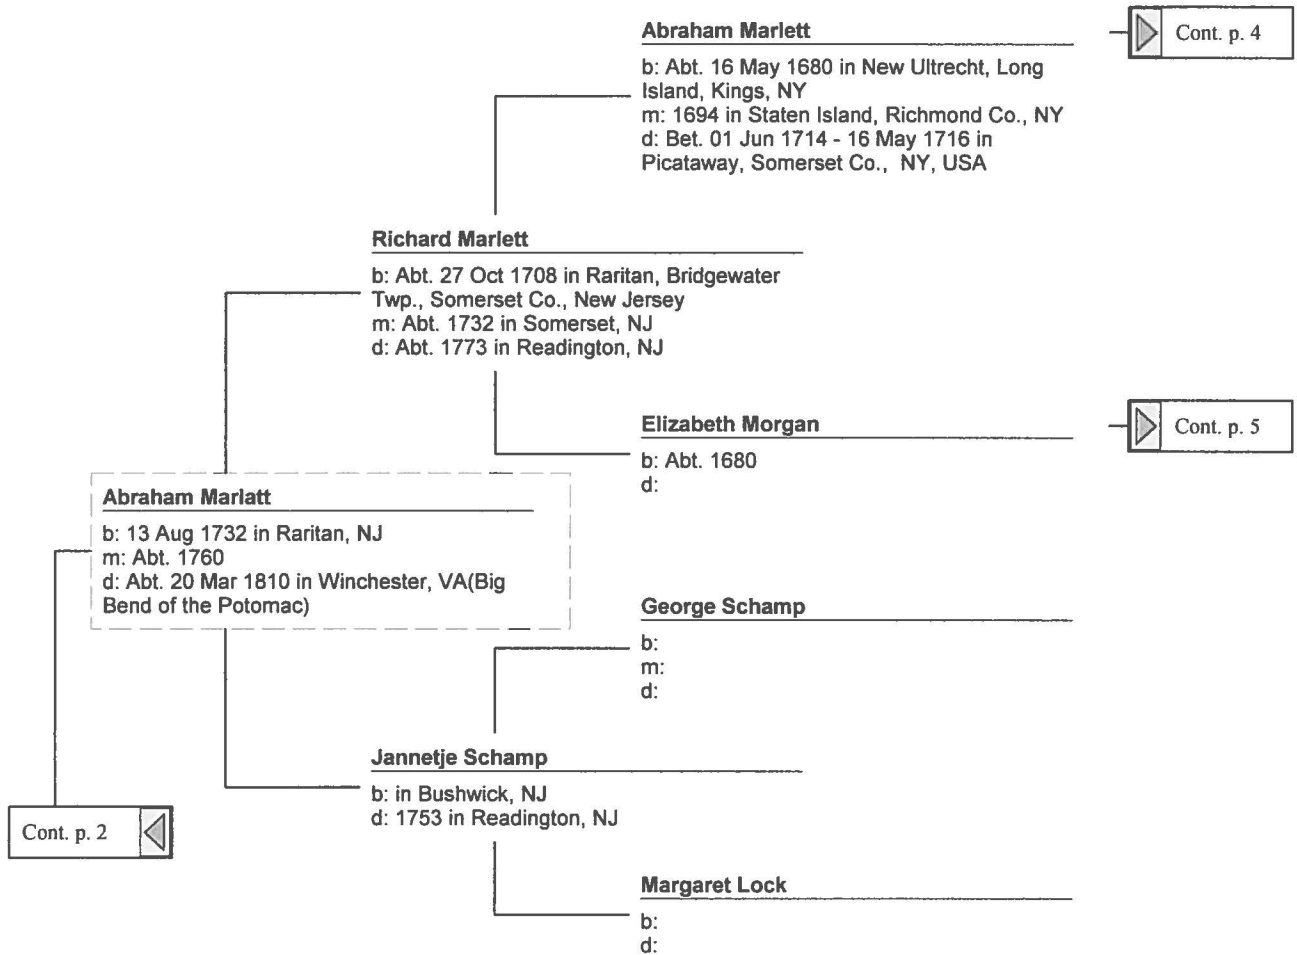 Abraham Marlett
b: Abt. 16 May 1680 in New Ultrecht, Long
Island, Kings, NY
m: 1694 in Staten Island, Richmond Co., NY
d: Bet. 01 Jun 1714 - 16 May 1716 in
Picataway, Somerset Co.,  NY, USA
Cont. p. 4
Richard Marlett
b: Abt. 27 Oct 1708 in Raritan, Bridgewater
Twp., Somerset Co., New Jersey
m: Abt. 1732 in Somerset, NJ
d: Abt. 1773 in Readington, NJ
Elizabeth Morgan
b: Abt. 1680
d:
Cont. p. 5
Abraham Marlatt
b: 13 Aug 1732 in Raritan, NJ
m: Abt. 1760
d: Abt. 20 Mar 1810 in Winchester, VA(Big
Bend of the Potomac)
George Schamp
b:
m:
d:
Jannetje Schamp
b: in Bushwick, NJ
d: 1753 in Readington, NJ
Cont. p. 2
Margaret Lock
b:
d: